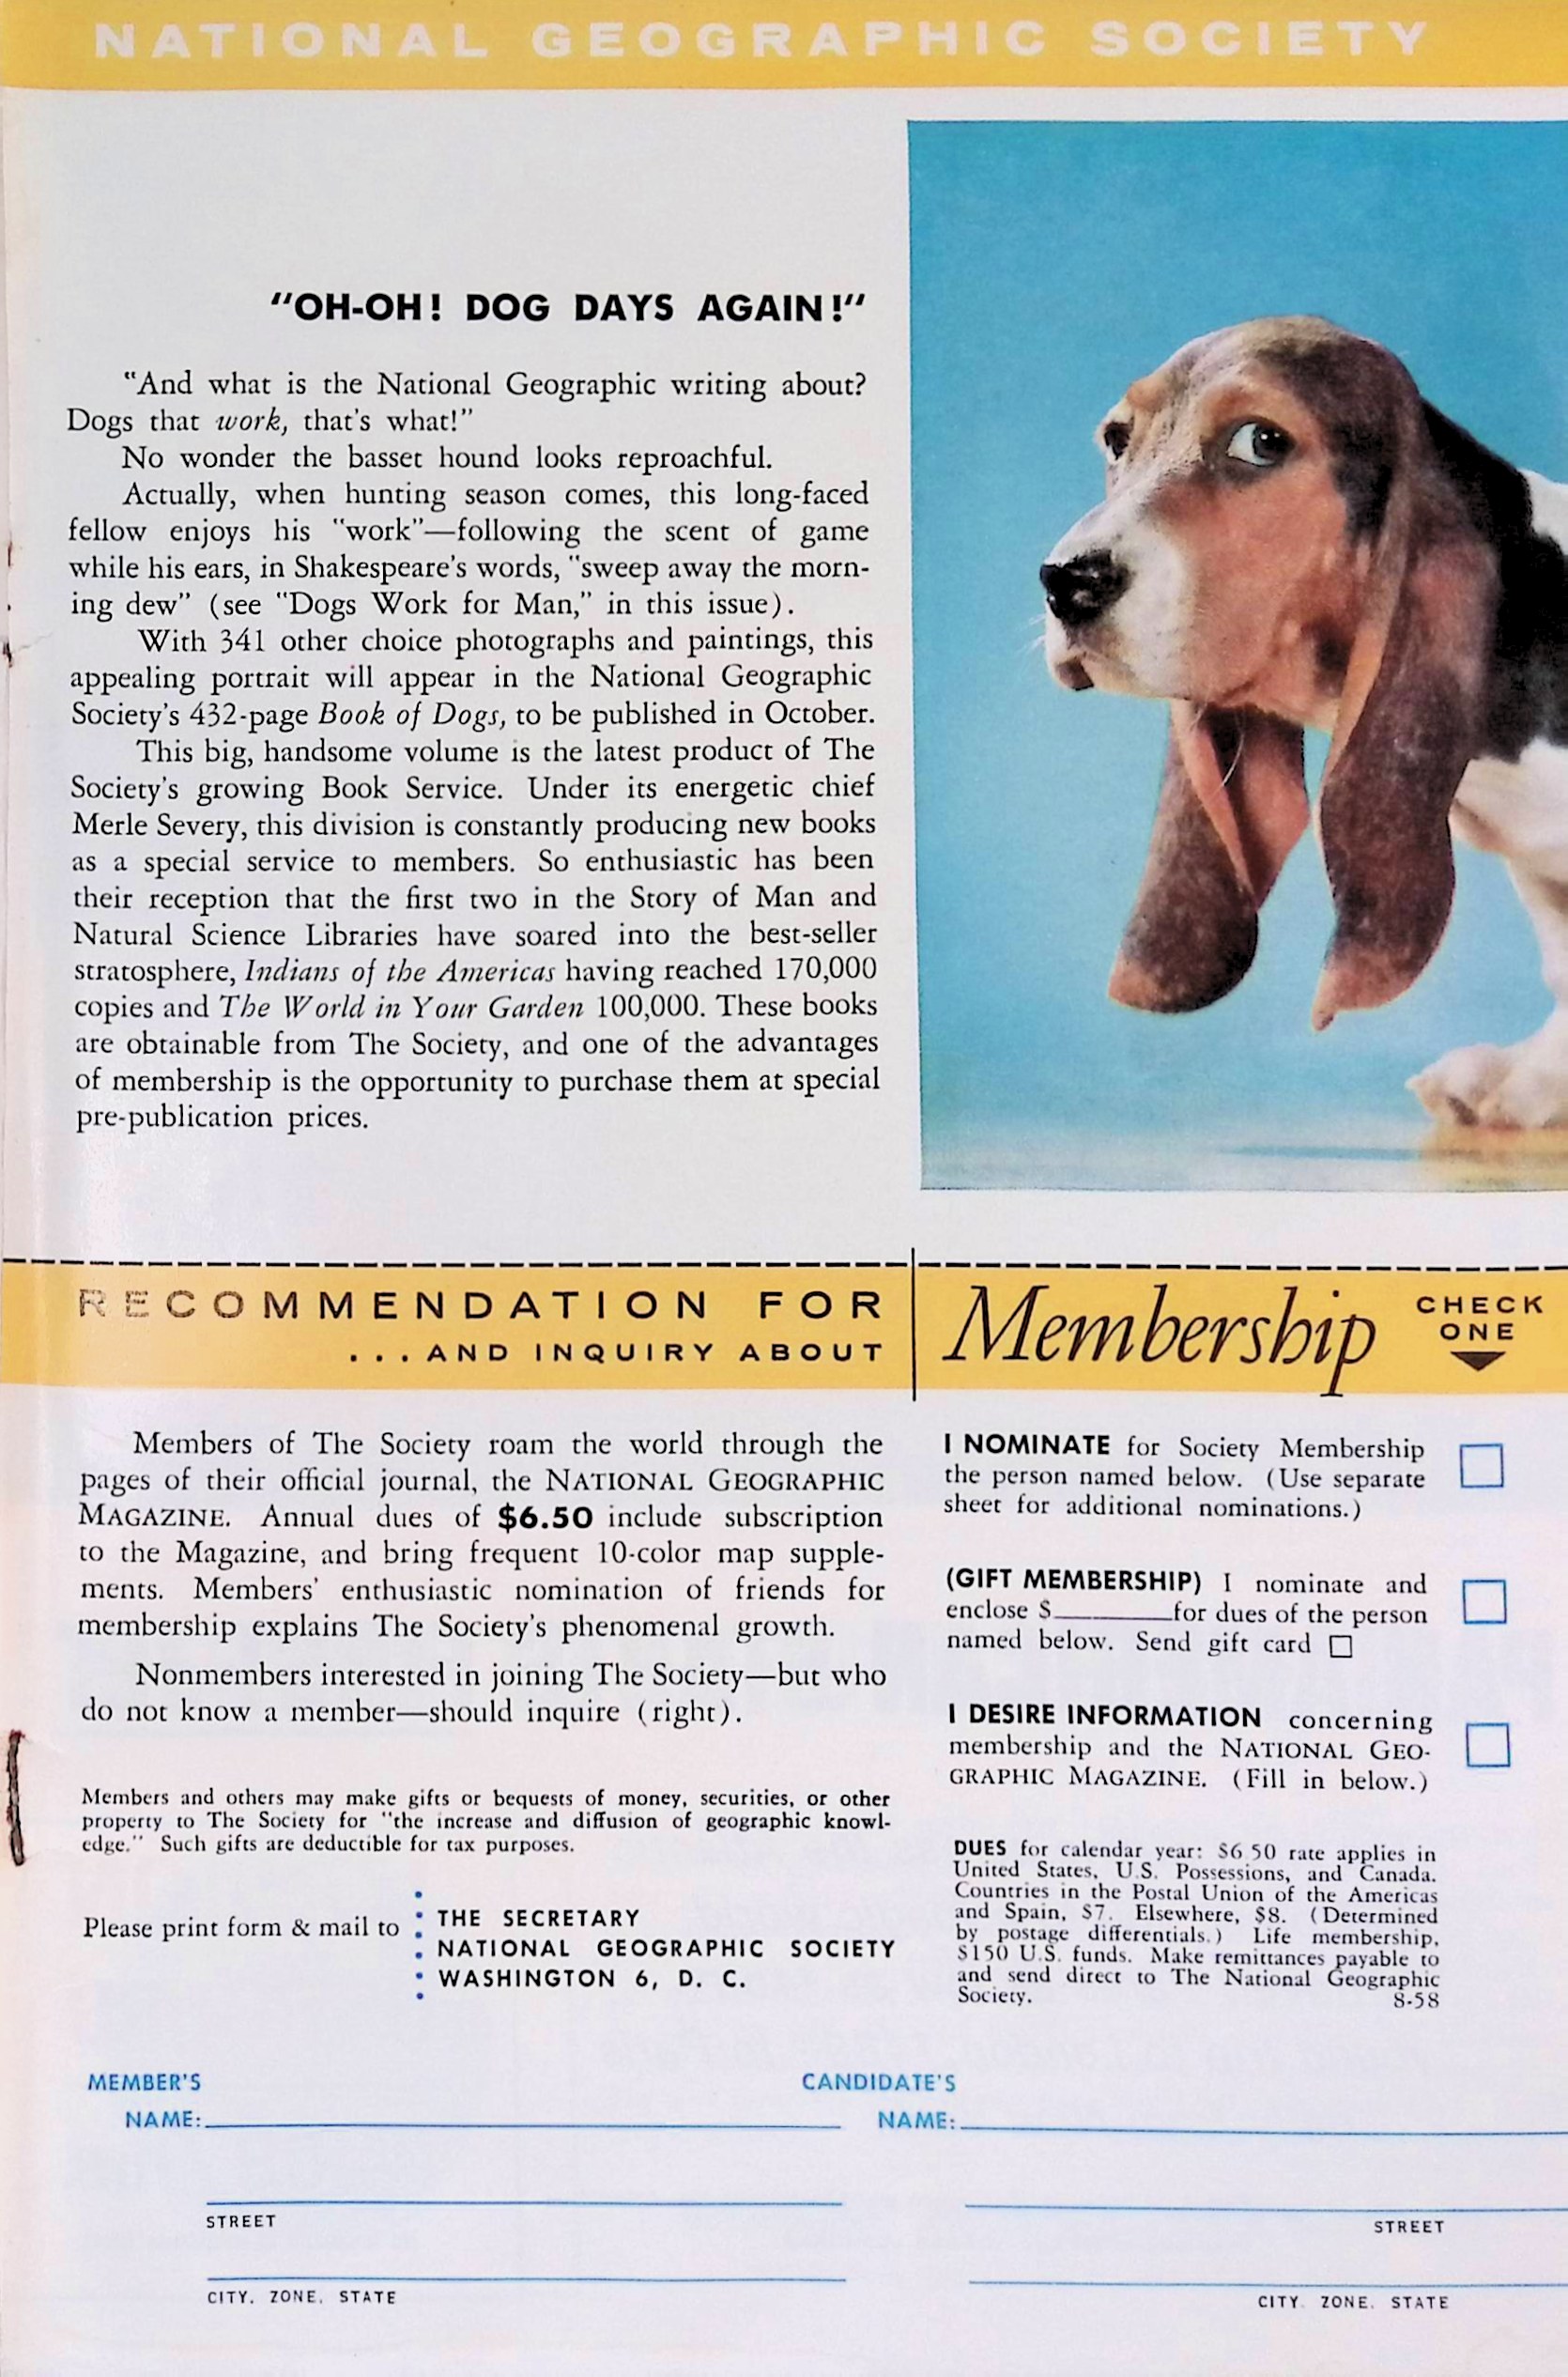 NATIONAL GEOGRAPHIC SOCIETY
"OH-OH! DOG DAYS AGAIN!"
"And what is the National Geographic writing about?
Dogs that work, that's what!"
No wonder the basset hound looks reproachful.
Actually, when hunting season comes, this long-faced
fellow enjoys his "work"—following the scent of game
while his ears, in Shakespeare's words, "sweep away the morn-
ing dew" (see "Dogs Work for Man," in this issue).
With 341 other choice photographs and paintings, this
appealing portrait will appear in the National Geographic
Society's 432-page Book of Dogs, to be published in October.
This big, handsome volume is the latest product of The
Society's growing Book Service. Under its energetic chief
Merle Severy, this division is constantly producing new books
as a special service to members. So enthusiastic has been
their reception that the first two in the Story of Man and
Natural Science Libraries have soared into the best-seller
stratosphere, Indians of the Americas having reached 170,000
copies and The World in Your Garden 100,000. These books
are obtainable from The Society, and one of the advantages
of membership is the opportunity to purchase them at special
pre-publication prices.
RECOMMENDATION FOR
...AND INQUIRY ABOUT
Membership
CHECK
ONE
Members of The Society roam the world through the
pages of their official journal, the NATIONAL GEOGRAPHIC
MAGAZINE. Annual dues of $6.50 include subscription
to the Magazine, and bring frequent 10-color map supple-
ments. Members' enthusiastic nomination of friends for
membership explains The Society's phenomenal growth.
Nonmembers interested in joining The Society—but who
do not know a member—should inquire (right).
Members and others may make gifts or bequests of money, securities, or other
property to The Society for "the increase and diffusion of geographic knowl-
edge." Such gifts are deductible for tax purposes.
Please print form & mail to
THE SECRETARY
NATIONAL GEOGRAPHIC SOCIETY
WASHINGTON 6, D. C.
I NOMINATE for Society Membership
the person named below. (Use separate
sheet for additional nominations.)
(GIFT MEMBERSHIP) I nominate and
enclose $________for dues of the person
named below. Send gift card
I DESIRE INFORMATION concerning
membership and the NATIONAL GEO-
GRAPHIC MAGAZINE. (Fill in below.)
DUES for calendar year: $6.50 rate applies in
United States, U.S. Possessions, and Canada.
Countries in the Postal Union of the Americas
and Spain, $7. Elsewhere, $8. (Determined
by postage differentials.) Life membership,
$150 U.S. funds. Make remittances payable to
and send direct to The National Geographic
Society. 8-58
MEMBER'S
NAME:
STREET
CITY, ZONE, STATE
CANDIDATE'S
NAME:
STREET
CITY, ZONE, STATE